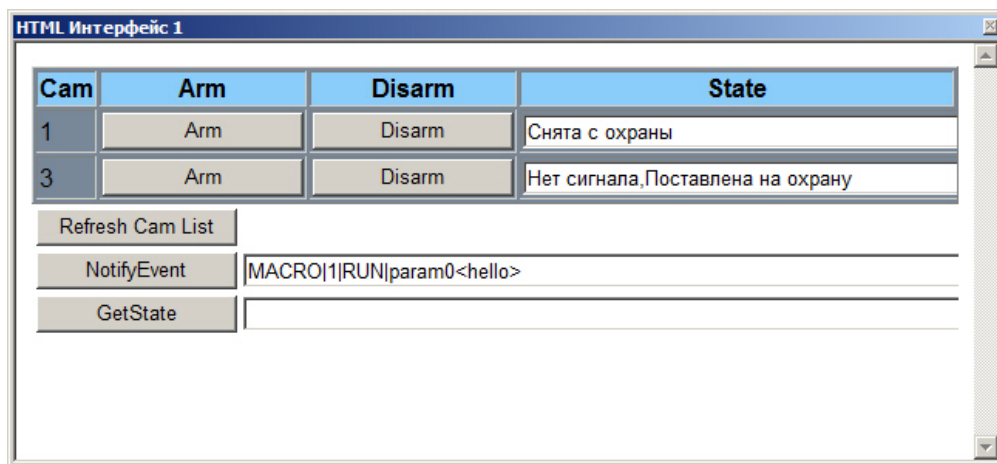 HTML Интерфейс 1
Cam Arm Disarm State
1 Arm Disarm Снята с охраны
3 Arm Disarm Нет сигнала,Поставлена на охрану
Refresh Cam List
NotifyEvent MACRO|1|RUN|param0<hello>
GetState